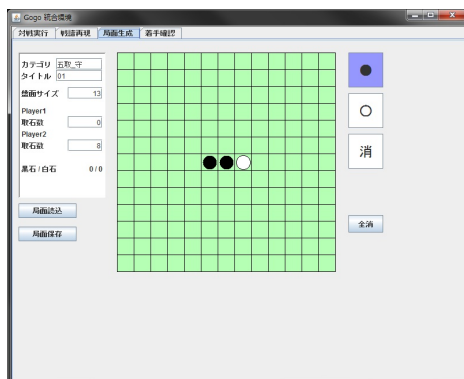 Gogo 統合環境
対戦実行 戦譜再現 局面生成 着手確認
カテゴリ 五取_守
タイトル 01
盤面サイズ 13
Player1
取石数 0
Player2
取石数 8
黒石 / 白石 0 / 0
局面読込
局面保存
消
全消